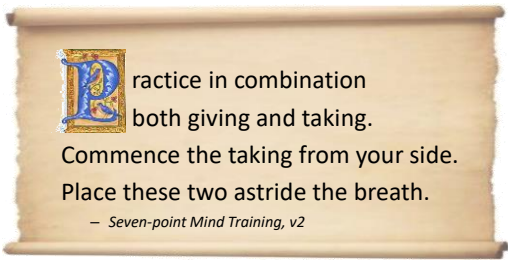 Practice in combination
both giving and taking.
Commence the taking from your side.
Place these two astride the breath.
– Seven-point Mind Training, v2